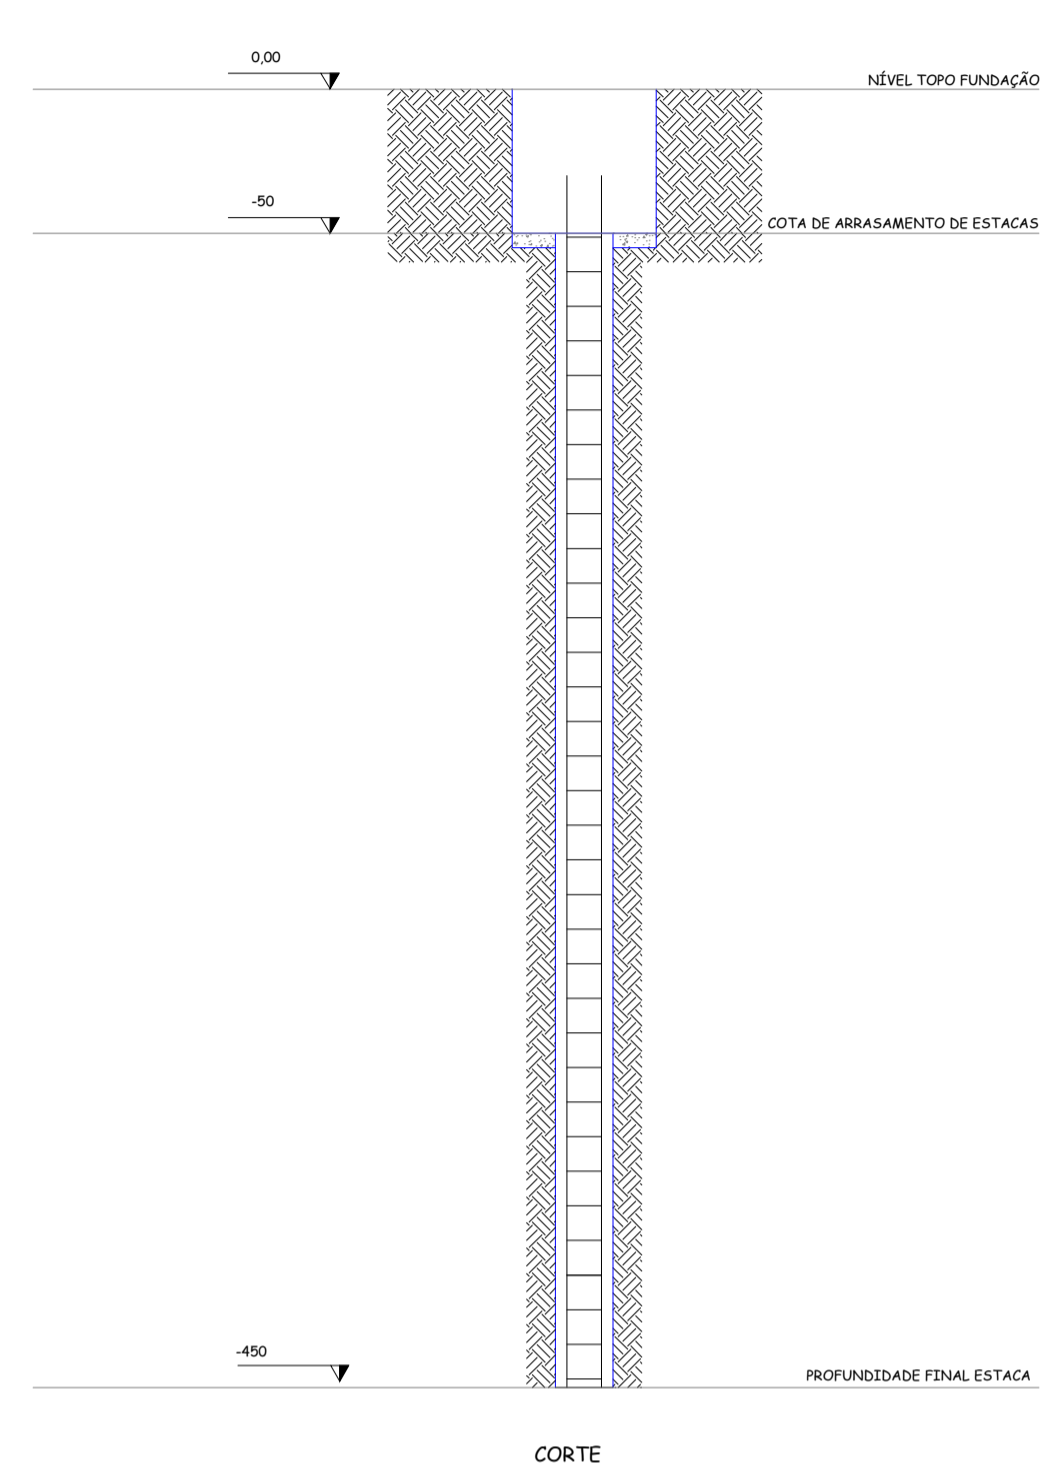 0,00
NÍVEL TOPO FUNDAÇÃO
-50
COTA DE ARRASAMENTO DE ESTACAS
-450
PROFUNDIDADE FINAL ESTACA
CORTE